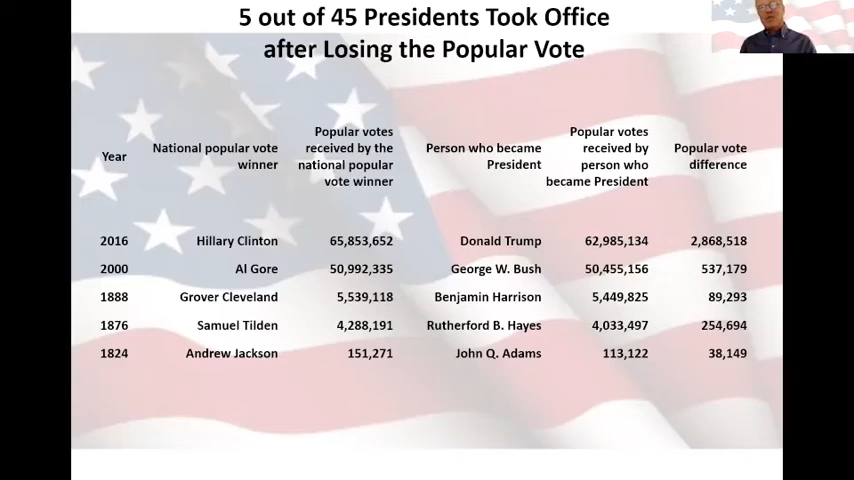 5 out of 45 Presidents Took Office
after Losing the Popular Vote
Year
National popular vote
winner
Popular votes
received by the
national popular
vote winner
Person who became
President
Popular votes
received by
person who
became President
Popular vote
difference
2016 Hillary Clinton 65,853,652 Donald Trump 62,985,134 2,868,518
2000 Al Gore 50,992,335 George W. Bush 50,455,156 537,179
1888 Grover Cleveland 5,539,118 Benjamin Harrison 5,449,825 89,293
1876 Samuel Tilden 4,288,191 Rutherford B. Hayes 4,033,497 254,694
1824 Andrew Jackson 151,271 John Q. Adams 113,122 38,149